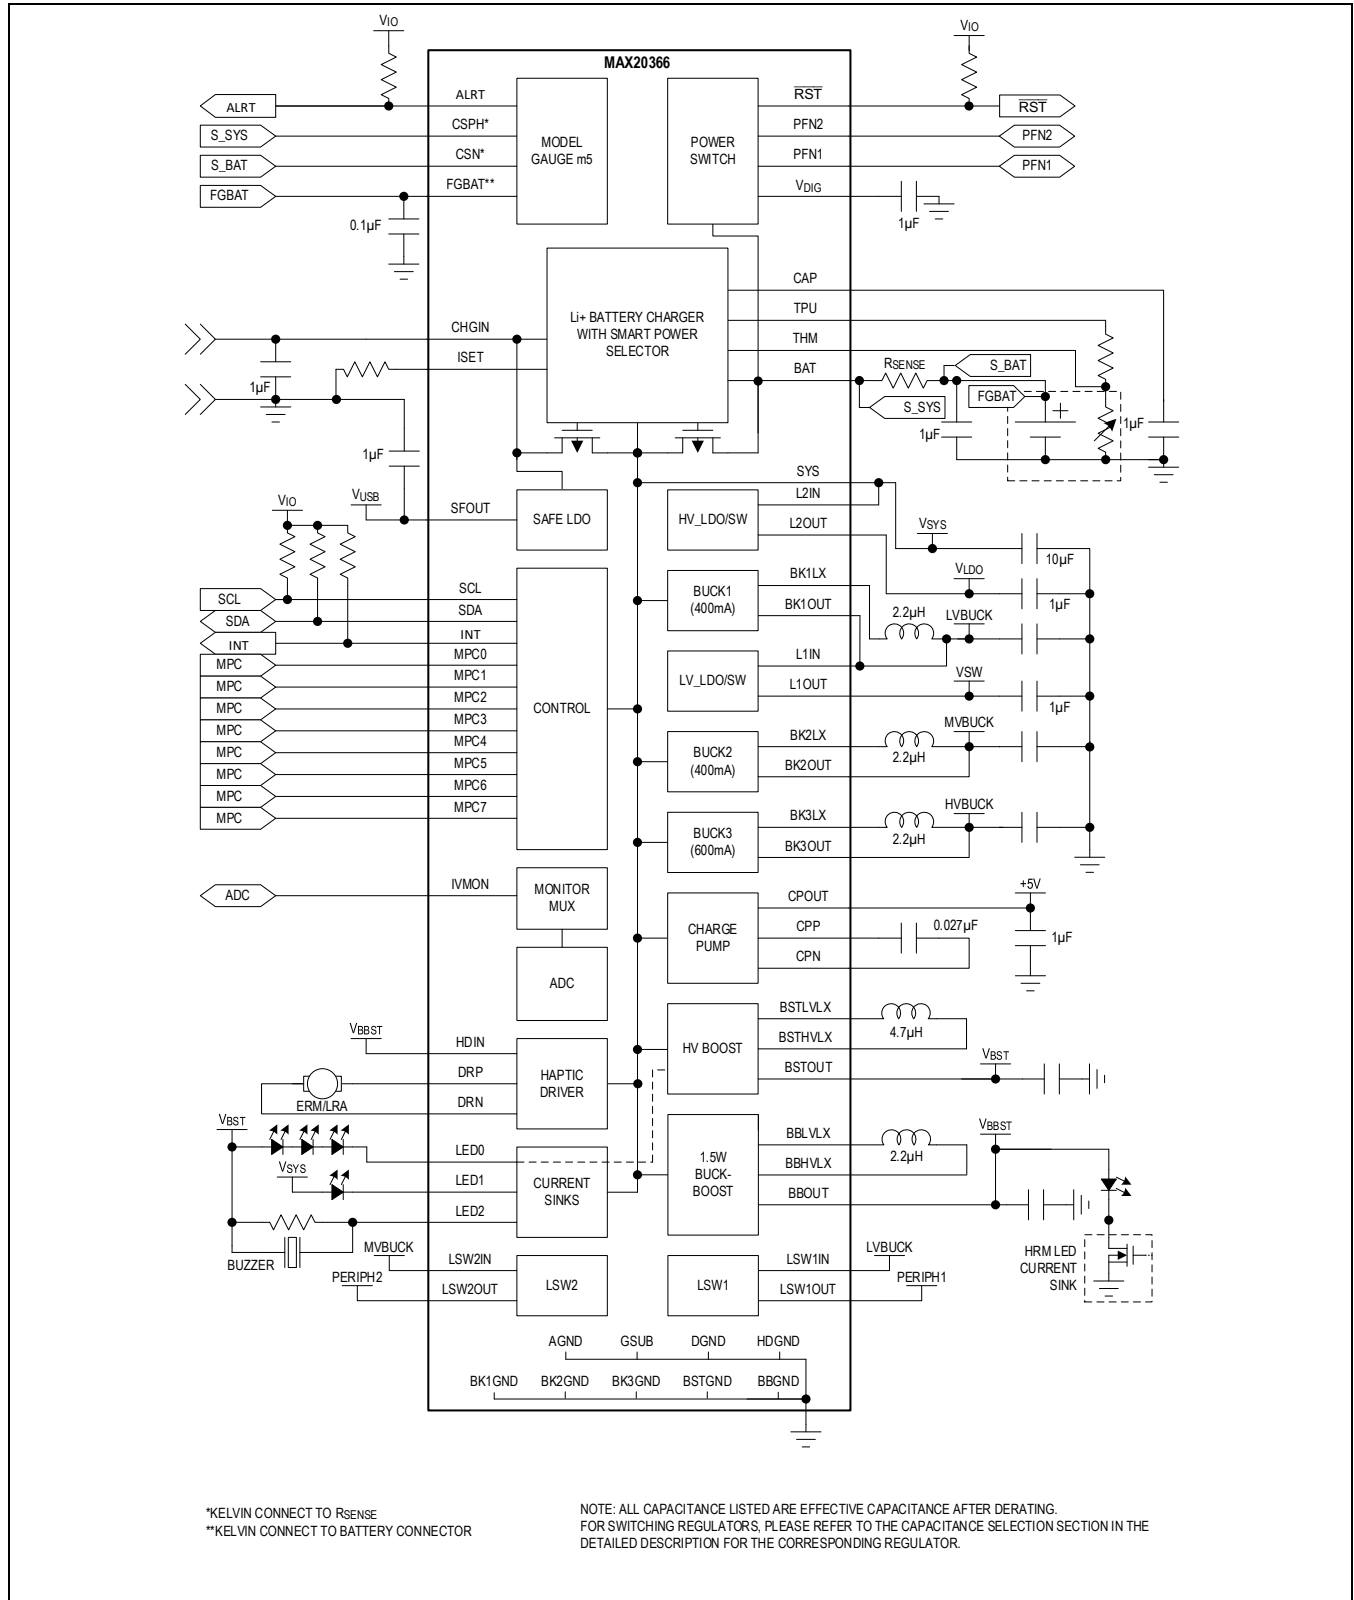 VIO
VIO
MAX20366
ALRT
ALRT
RST
RST
S_SYS
CSPH*
PFN2
PFN2
MODEL
GAUGE m5
POWER
SWITCH
S_BAT
CSN*
PFN1
PFN1
FGBAT
FGBAT**
VDIG
0.1µF
1µF
CAP
TPU
Li+ BATTERY CHARGER
WITH SMART POWER
SELECTOR
CHGIN
THM
ISET
BAT
RSENSE
S_BAT
1µF
FGBAT
S_SYS
+
1µF
1µF
1µF
SYS
VUSB
SFOUT
SAFE LDO
HV_LDO/SW
L2IN
L2OUT
VSYS
10µF
VIO
BK1LX
VLDO
1µF
SCL
SCL
BUCK1
(400mA)
BK1OUT
2.2µH
LVBUCK
SDA
SDA
INT
INT
MPC
MPC0
L1IN
MPC
MPC1
LV_LDO/SW
L1OUT
VSW
1µF
MPC
MPC2
CONTROL
MPC
MPC3
MVBUCK
MPC
MPC4
BUCK2
(400mA)
BK2LX
BK2OUT
2.2µH
MPC
MPC5
MPC
MPC6
MPC
MPC7
HVBUCK
BUCK3
(600mA)
BK3LX
BK3OUT
2.2µH
ADC
IVMON
MONITOR
MUX
+5V
CPOUT
CHARGE
PUMP
CPP
0.027µF
1µF
CPN
ADC
BSTLVLX
4.7µH
VBBST
HDIN
HV BOOST
BSTHVLX
VBST
BSTOUT
DRP
HAPTIC
DRIVER
DRN
ERM/LRA
VBST
BBLVLX
VBBST
LED0
1.5W
BUCK-
BOOST
2.2µH
BBHVLX
VSYS
LED1
CURRENT
SINKS
BBOUT
LED2
BUZZER
MVBUCK
LSW2IN
LSW2
LSW1
LSW1IN
LVBUCK
HRM LED
CURRENT
SINK
PERIPH2
LSW2OUT
LSW1OUT
PERIPH1
AGND GSUB DGND HDGND
BK1GND BK2GND BK3GND BSTGND BBGND
*KELVIN CONNECT TO RSENSE
**KELVIN CONNECT TO BATTERY CONNECTOR
NOTE: ALL CAPACITANCE LISTED ARE EFFECTIVE CAPACITANCE AFTER DERATING.
FOR SWITCHING REGULATORS, PLEASE REFER TO THE CAPACITANCE SELECTION SECTION IN THE
DETAILED DESCRIPTION FOR THE CORRESPONDING REGULATOR.